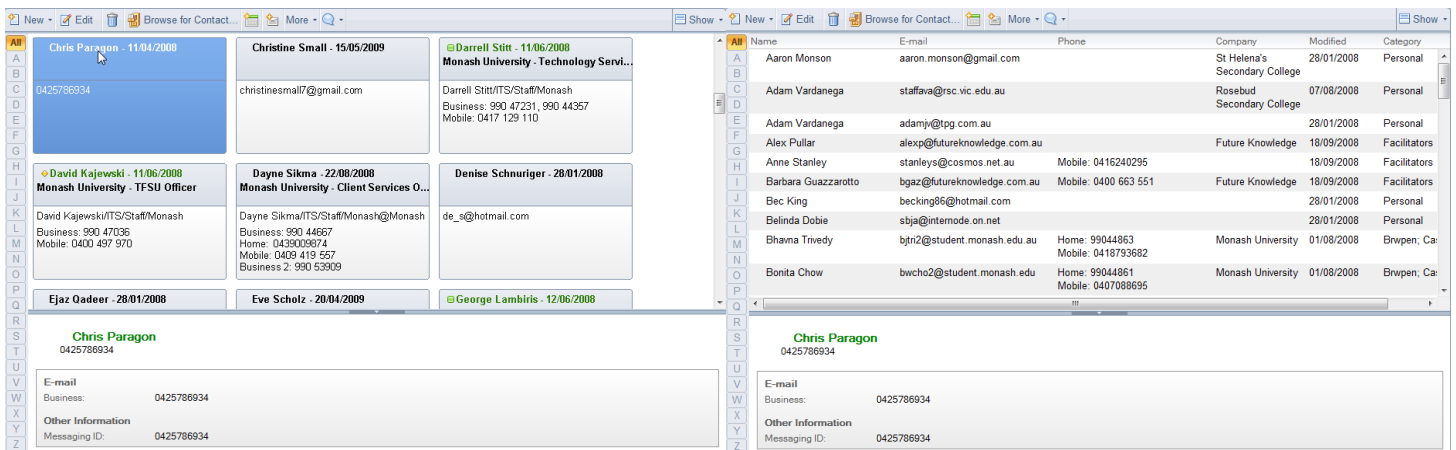 New Edit Browse for Contact... More Show
All
A
B
C
D
E
F
G
H
I
J
K
L
M
N
O
P
Q
R
S
T
U
V
W
X
Y
Z
Chris Paragon - 11/04/2008
0425786934
Christine Small - 15/05/2009
christinesmall7@gmail.com
Darrell Stitt - 11/06/2008
Monash University - Technology Servi...
Darrell Stitt/ITS/Staff/Monash
Business: 990 47231, 990 44357
Mobile: 0417 129 110
David Kajewski - 11/06/2008
Monash University - TFSU Officer
David Kajewski/ITS/Staff/Monash
Business: 990 47036
Mobile: 0400 497 970
Dayne Sikma - 22/08/2008
Monash University - Client Services O...
Dayne Sikma/ITS/Staff/Monash@Monash
Business: 990 44667
Home: 0439009874
Mobile: 0409 419 557
Business 2: 990 53909
Denise Schnuriger - 28/01/2008
de_s@hotmail.com
Ejaz Qadeer - 28/01/2008
Eve Scholz - 20/04/2009
George Lambiris - 12/06/2008
Chris Paragon
0425786934
E-mail
Business: 0425786934
Other Information
Messaging ID: 0425786934
New Edit Browse for Contact... More Show
All
A
B
C
D
E
F
G
H
I
J
K
L
M
N
O
P
Q
R
S
T
U
V
W
X
Y
Z
Name E-mail Phone Company Modified Category
Aaron Monson aaron.monson@gmail.com St Helena's 28/01/2008 Personal
Secondary College
Adam Vardanega staffava@rsc.vic.edu.au Rosebud 07/08/2008 Personal
Secondary College
Adam Vardanega adamjv@tpg.com.au 28/01/2008 Personal
Alex Pullar alexp@futureknowledge.com.au Future Knowledge 18/09/2008 Facilitators
Anne Stanley stanleys@cosmos.net.au Mobile: 0416240295 18/09/2008 Facilitators
Barbara Guazzarotto bgaz@futureknowledge.com.au Mobile: 0400 663 551 Future Knowledge 18/09/2008 Facilitators
Bec King becking86@hotmail.com 28/01/2008 Personal
Belinda Dobie sbja@internode.on.net 28/01/2008 Personal
Bhavna Trivedy bjtri2@student.monash.edu.au Home: 99044863 Monash University 01/08/2008 Brwpen; Ca
Mobile: 0418793682
Bonita Chow bwcho2@student.monash.edu Home: 99044861 Monash University 01/08/2008 Brwpen; Ca
Mobile: 0407088695
Chris Paragon
0425786934
E-mail
Business: 0425786934
Other Information
Messaging ID: 0425786934